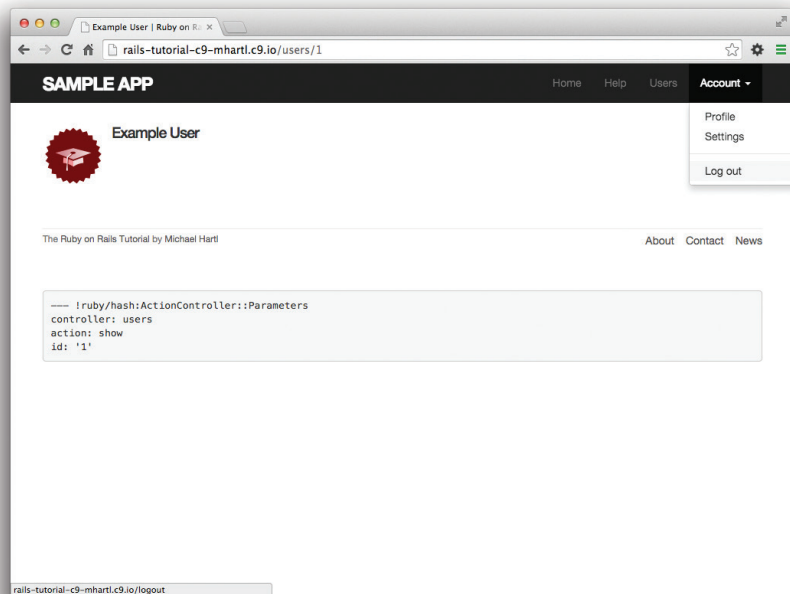 Example User | Ruby on Ra
rails-tutorial-c9-mhartl.c9.io/users/1
SAMPLE APP Home Help Users Account
Profile
Settings
Log out
Example User
The Ruby on Rails Tutorial by Michael Hartl About Contact News
--- !ruby/hash:ActionController::Parameters
controller: users
action: show
id: '1'
rails-tutorial-c9-mhartl.c9.io/logout